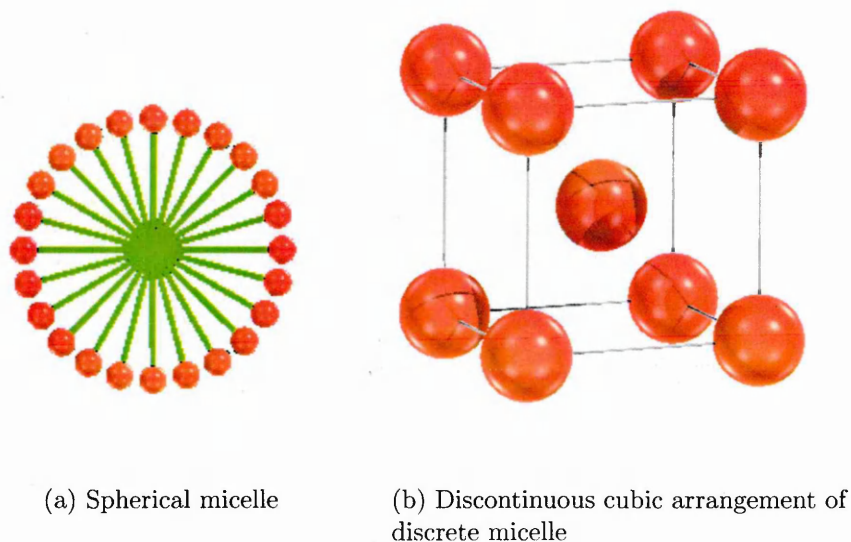 (a) Spherical micelle
(b) Discontinuous cubic arrangement of
discrete micelle